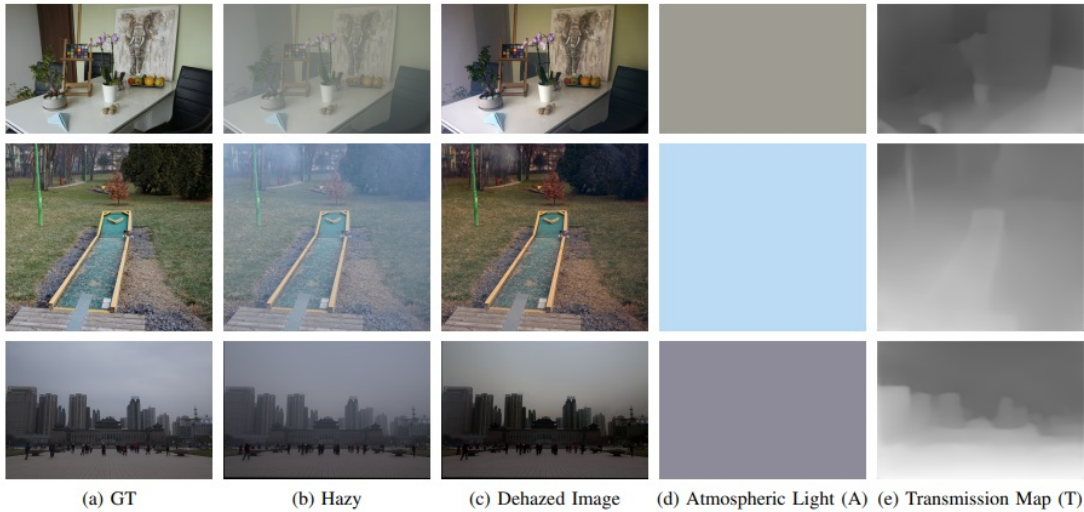 (a) GT
(b) Hazy
(c) Dehazed Image
(d) Atmospheric Light (A)
(e) Transmission Map (T)